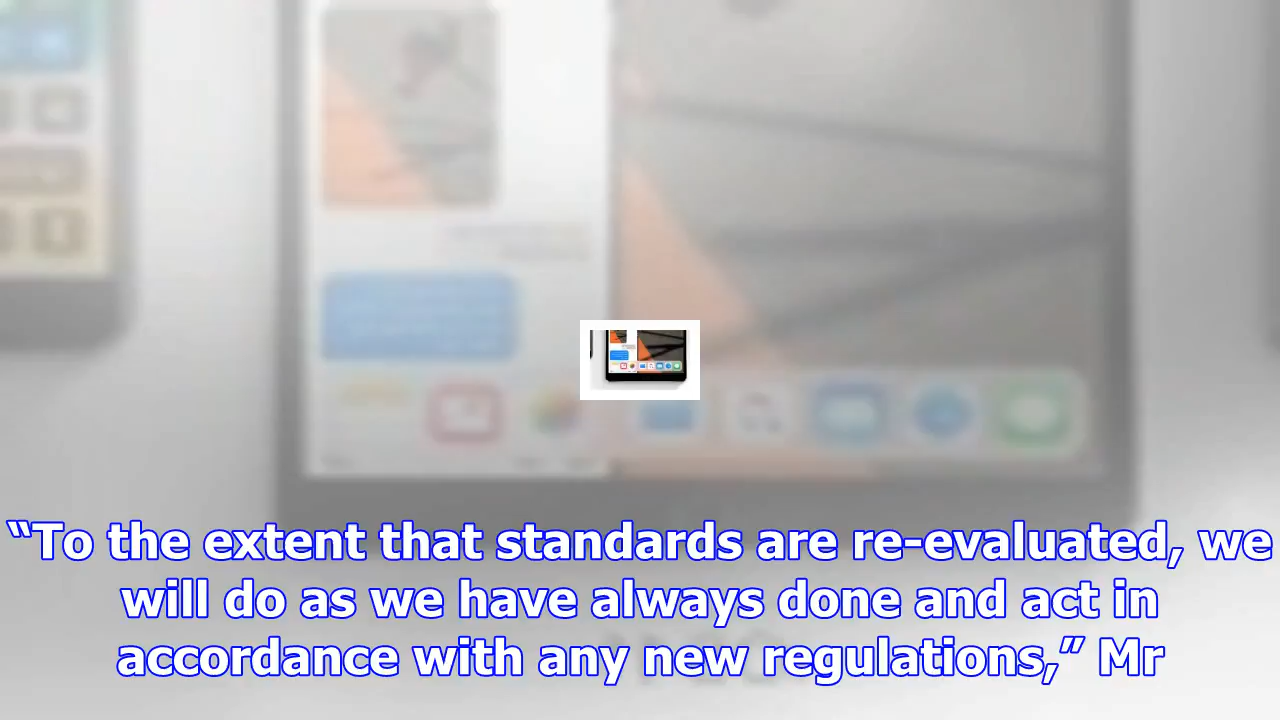 “To the extent that standards are re-evaluated, we
will do as we have always done and act in
accordance with any new regulations,” Mr